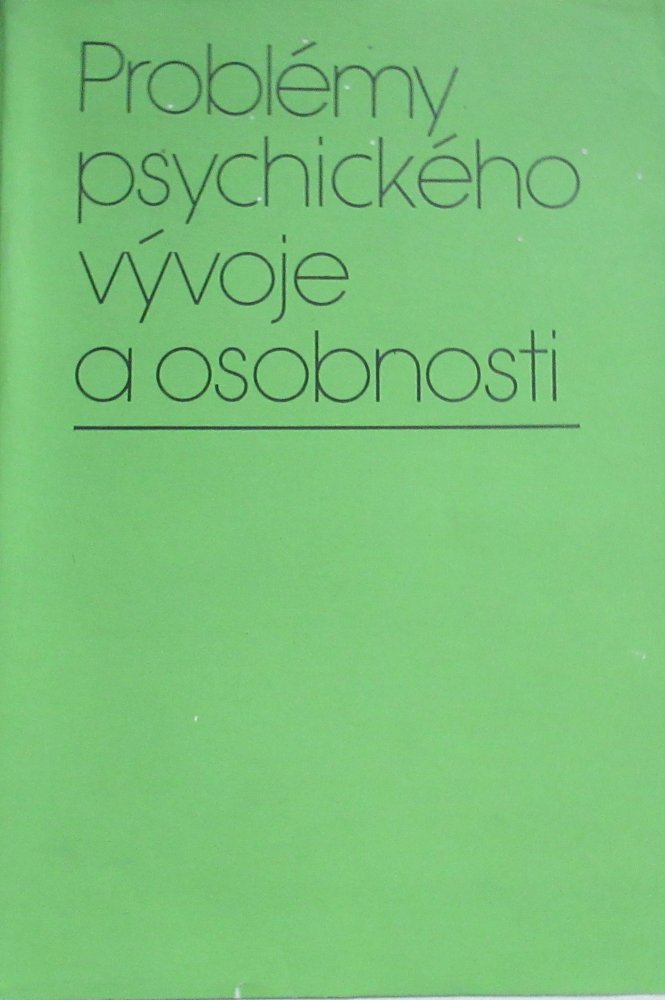 Problémy
psychického
vývoje
a osobnosti